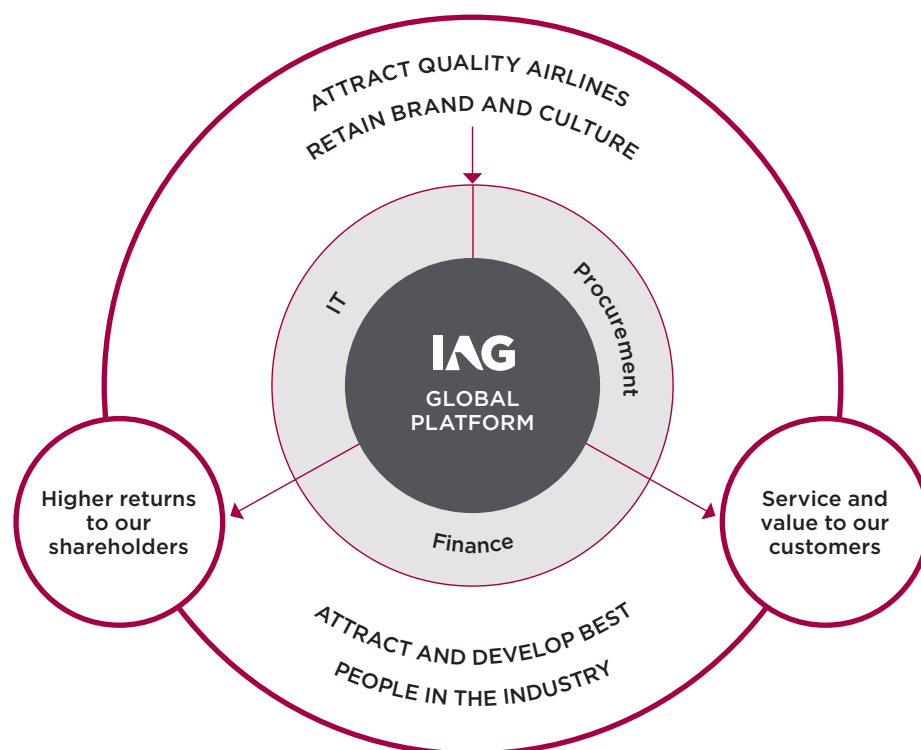 ATTRACT QUALITY AIRLINES
RETAIN BRAND AND CULTURE
IT
Procurement
IAG
GLOBAL
PLATFORM
Finance
Higher returns
to our
shareholders
Service and
value to our
customers
ATTRACT AND DEVELOP BEST
PEOPLE IN THE INDUSTRY